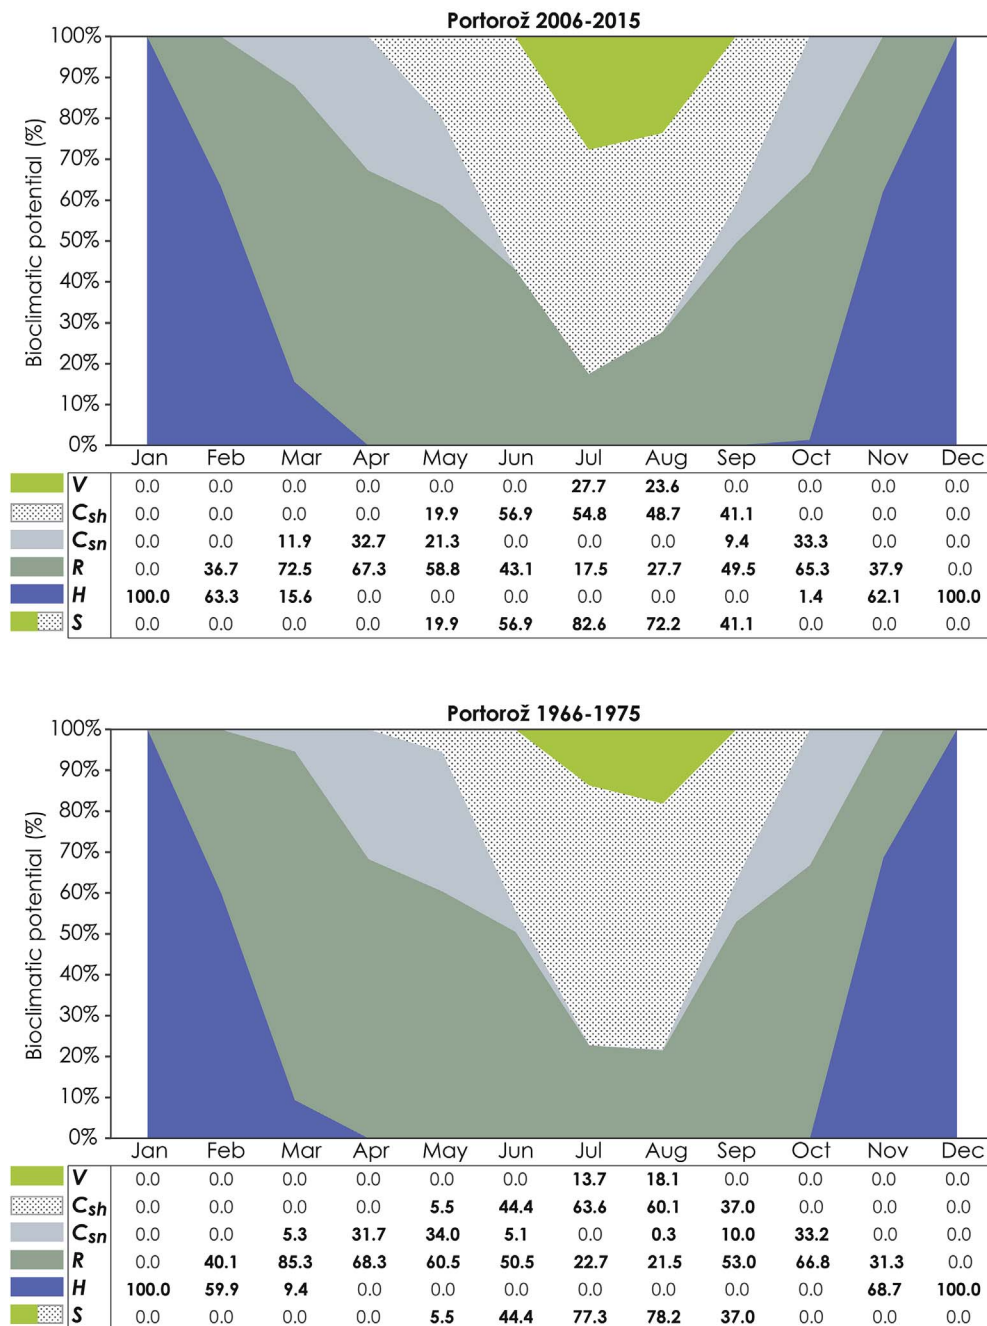 Portorož 2006-2015
Bioclimatic potential (%)
100%
90%
80%
70%
60%
50%
40%
30%
20%
10%
0%
Jan Feb Mar Apr May Jun Jul Aug Sep Oct Nov Dec
V 0.0 0.0 0.0 0.0 0.0 0.0 27.7 23.6 0.0 0.0 0.0 0.0
Csh 0.0 0.0 0.0 0.0 19.9 56.9 54.8 48.7 41.1 0.0 0.0 0.0
Csn 0.0 0.0 11.9 32.7 21.3 0.0 0.0 0.0 9.4 33.3 0.0 0.0
R 0.0 36.7 72.5 67.3 58.8 43.1 17.5 27.7 49.5 65.3 37.9 0.0
H 100.0 63.3 15.6 0.0 0.0 0.0 0.0 0.0 0.0 1.4 62.1 100.0
S 0.0 0.0 0.0 0.0 19.9 56.9 82.6 72.2 41.1 0.0 0.0 0.0
Portorož 1966-1975
Bioclimatic potential (%)
100%
90%
80%
70%
60%
50%
40%
30%
20%
10%
0%
Jan Feb Mar Apr May Jun Jul Aug Sep Oct Nov Dec
V 0.0 0.0 0.0 0.0 0.0 0.0 13.7 18.1 0.0 0.0 0.0 0.0
Csh 0.0 0.0 0.0 0.0 5.5 44.4 63.6 60.1 37.0 0.0 0.0 0.0
Csn 0.0 0.0 5.3 31.7 34.0 5.1 0.0 0.3 10.0 33.2 0.0 0.0
R 0.0 40.1 85.3 68.3 60.5 50.5 22.7 21.5 53.0 66.8 31.3 0.0
H 100.0 59.9 9.4 0.0 0.0 0.0 0.0 0.0 0.0 0.0 68.7 100.0
S 0.0 0.0 0.0 0.0 5.5 44.4 77.3 78.2 37.0 0.0 0.0 0.0